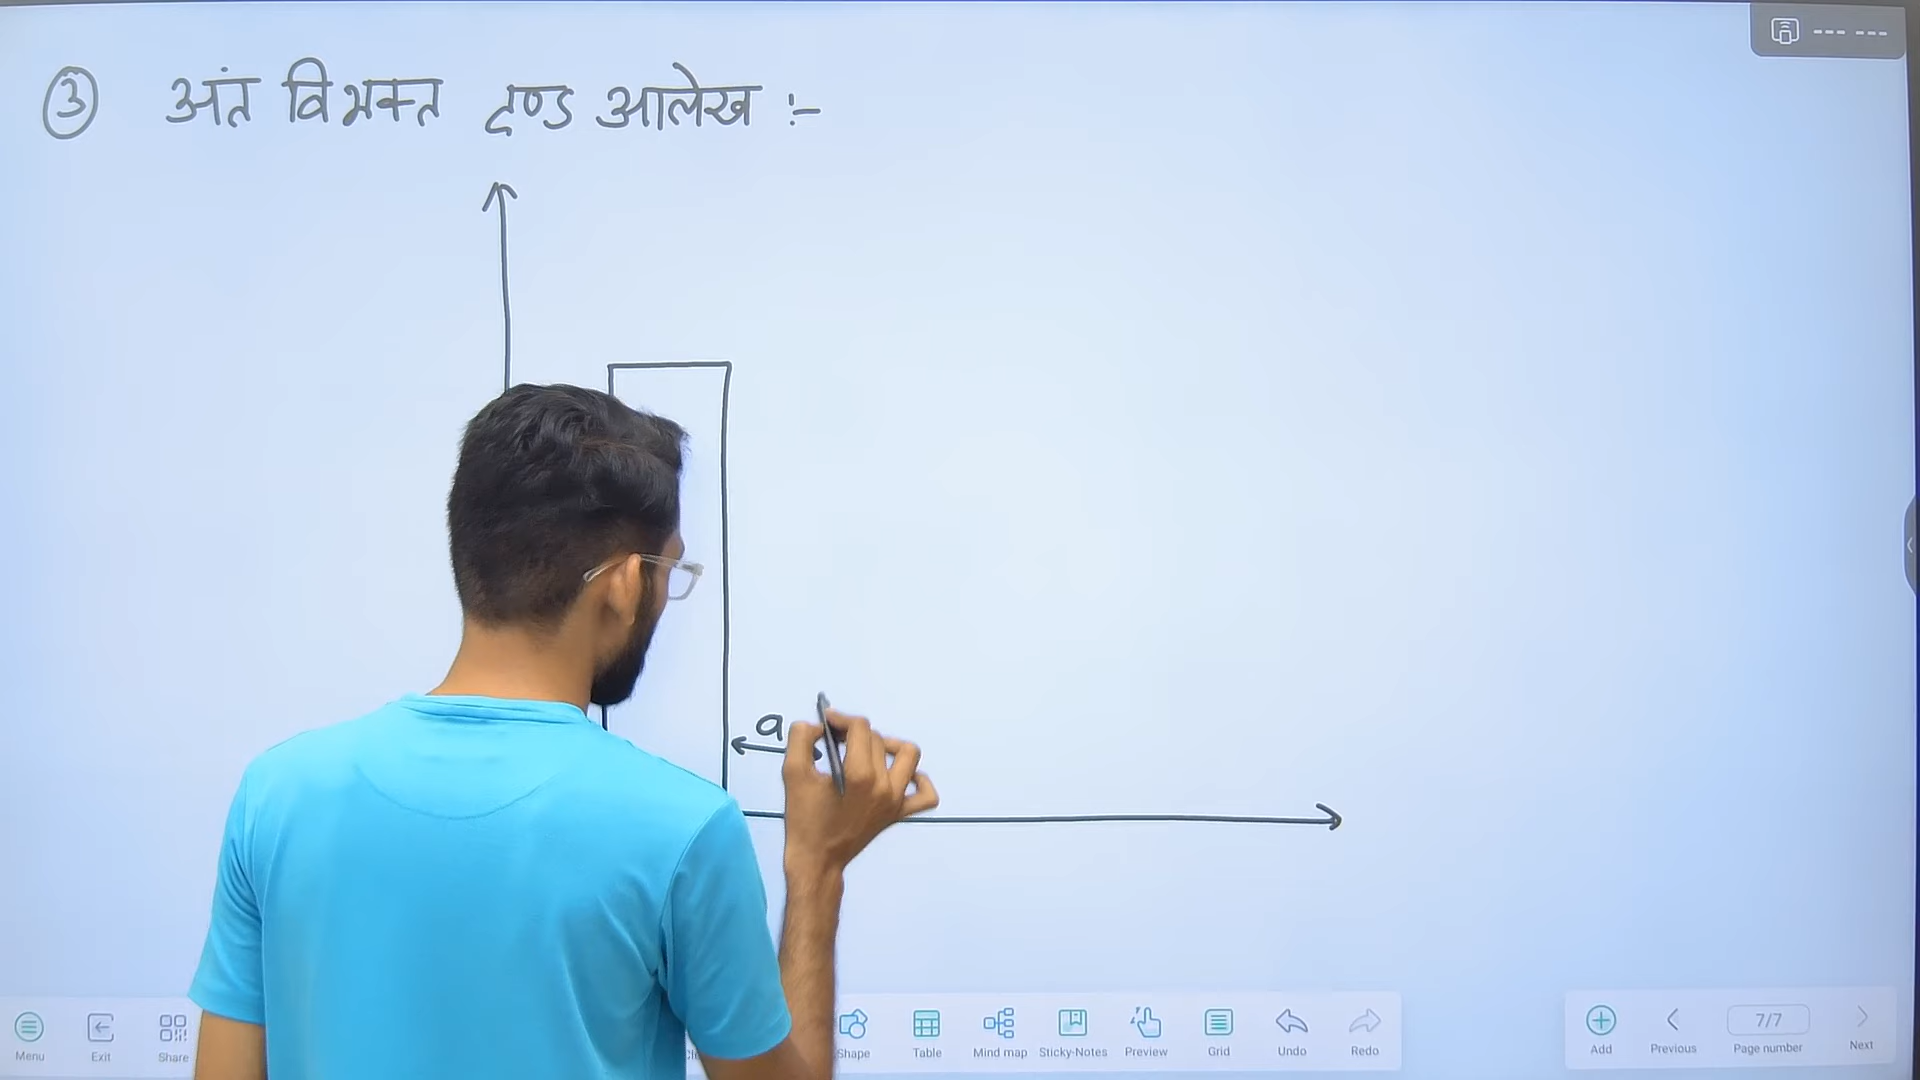 ③ अंत विभक्त दण्ड आलेख :-
a
Menu Exit Share Shape Table Mind map Sticky-Notes Preview Grid Undo Redo Add Previous 7/7 Page number Next